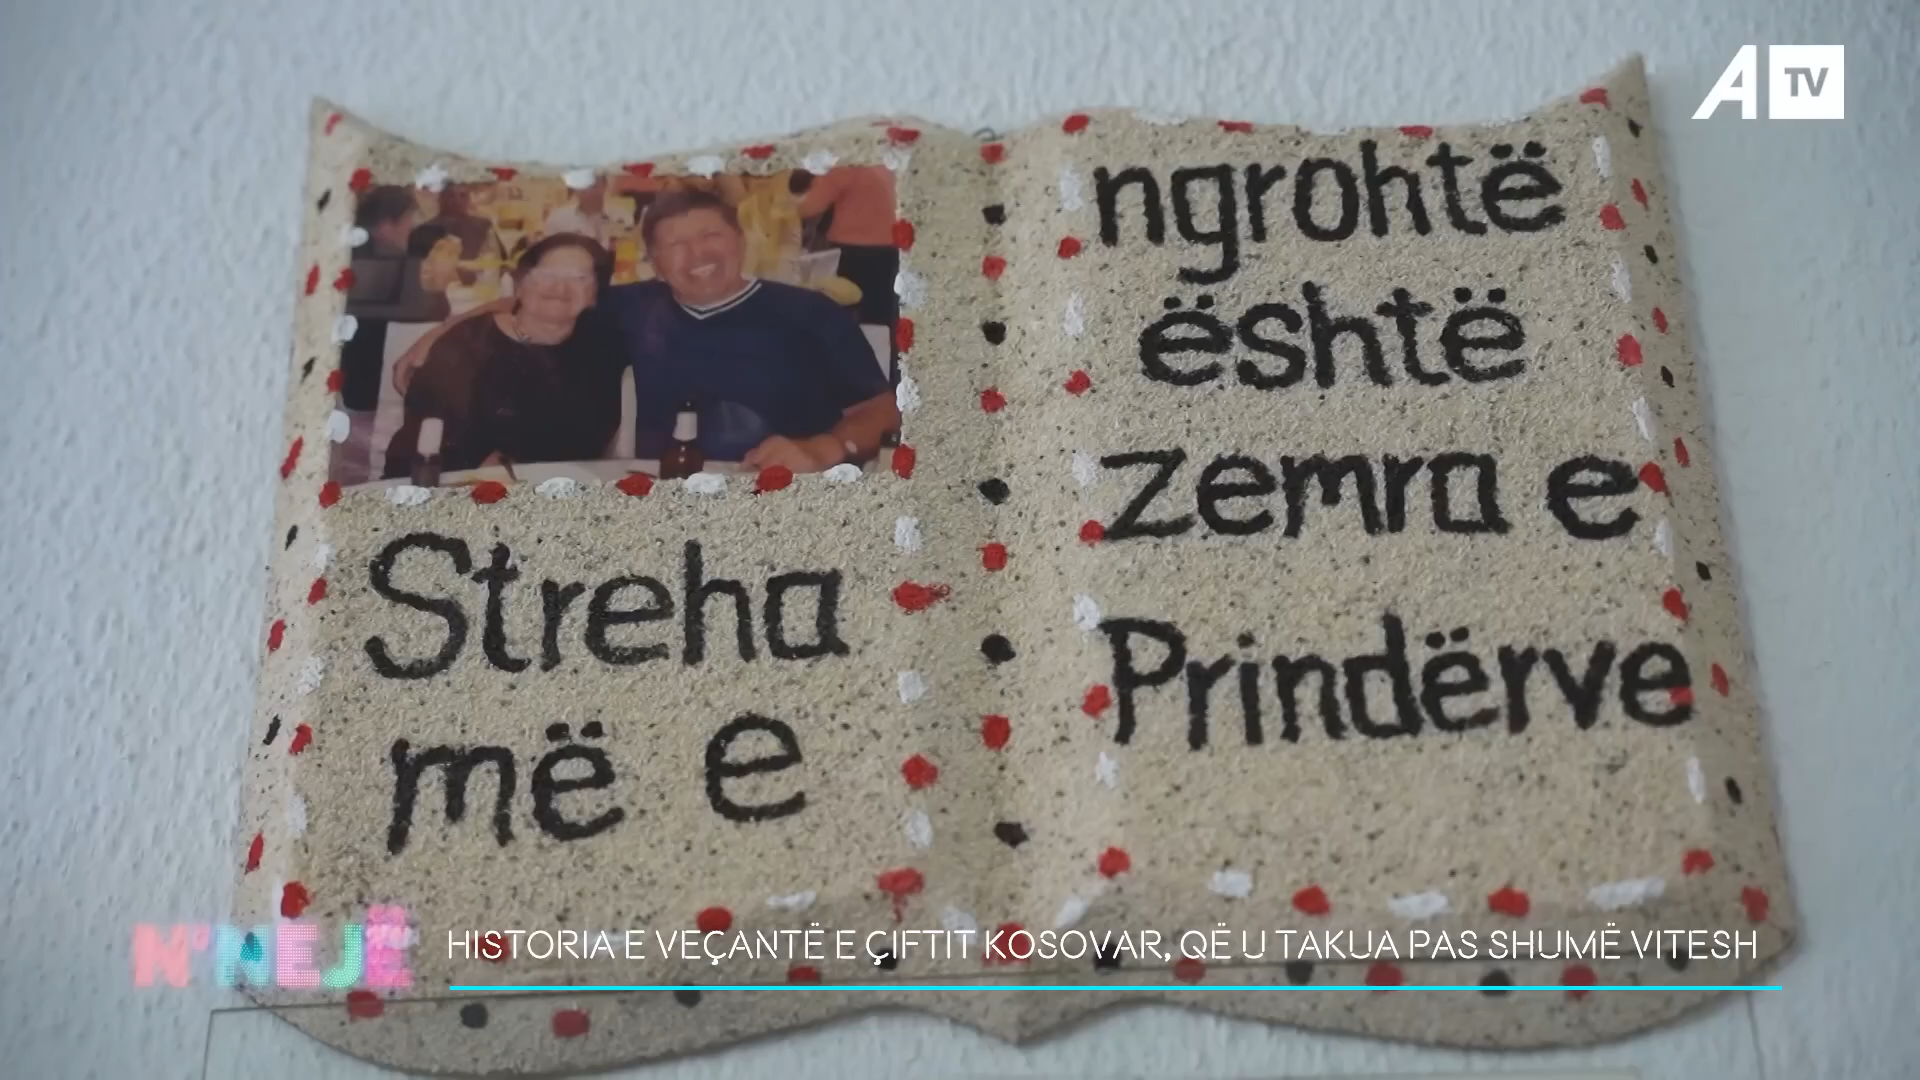 A TV
Streha
më e
ngrohtë
është
zemra e
Prindërve
N'NEJË
HISTORIA E VEÇANTË E ÇIFTIT KOSOVAR, QË U TAKUA PAS SHUMË VITESH